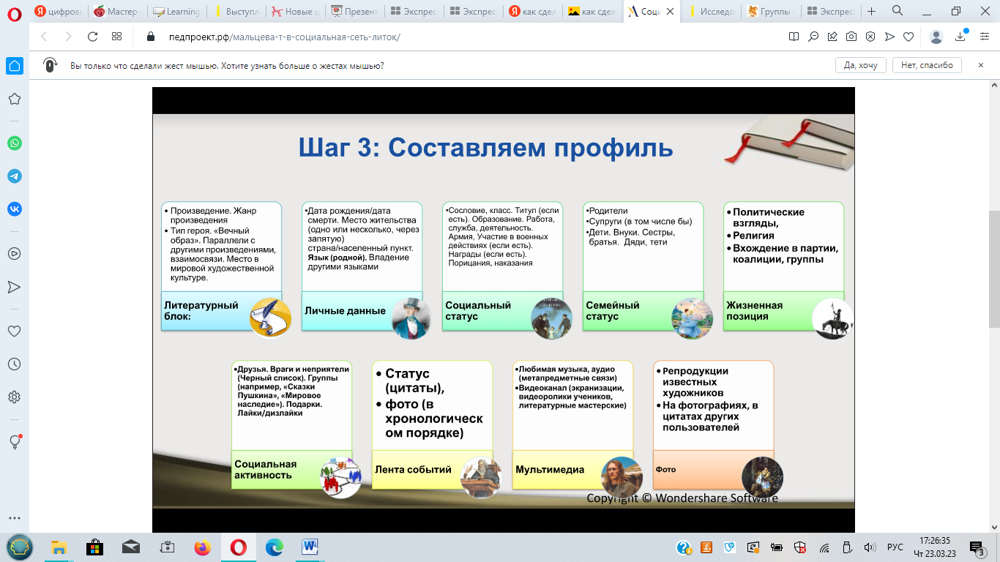 цифров
Мастер-
Learning
Выступл
Новые ц
Презент
Экспрес
Экспрес
как сдел
как сдел
Соци
Исследо
Группы -
Экспрес
педпроект.рф/мальцева-т-в-социальная-сеть-литок/
Вы только что сделали жест мышью. Хотите узнать больше о жестах мышью?
Да, хочу
Нет, спасибо
Шаг 3: Составляем профиль
• Произведение. Жанр
произведения
• Тип героя. «Вечный
образ». Параллели с
другими произведениями,
взаимосвязи. Место в
мировой художественной
культуре.
Литературный
блок:
•Дата рождения/дата
смерти. Место жительства
(одно или несколько, через
запятую)
страна/населенный пункт.
Язык (родной). Владение
другими языками
Личные данные
•Сословие, класс. Титул (если
есть). Образование. Работа,
служба, деятельность.
Армия, Участие в военных
действиях (если есть).
Награды (если есть).
Порицания, наказания
Социальный
статус
•Родители
•Супруги (в том числе бы)
•Дети. Внуки. Сестры,
братья. Дяди, тети
Семейный
статус
• Политические
взгляды,
• Религия
• Вхождение в партии,
коалиции, группы
Жизненная
позиция
•Друзья. Враги и неприятели
(Черный список). Группы
(например, «Сказки
Пушкина», «Мировое
наследие»). Подарки.
Лайки/дизлайки
Социальная
активность
• Статус
(цитаты),
• фото (в
хронологическ
ом порядке)
Лента событий
•Любимая музыка, аудио
(метапредметные связи)
•Видеоканал (экранизации,
видеоролики учеников,
литературные мастерские)
Мультимедиа
• Репродукции
известных
художников
• На фотографиях, в
цитатах других
пользователей
Фото
Copyright © Wondershare Software
РУС
17:26:35
Чт 23.03.23
3